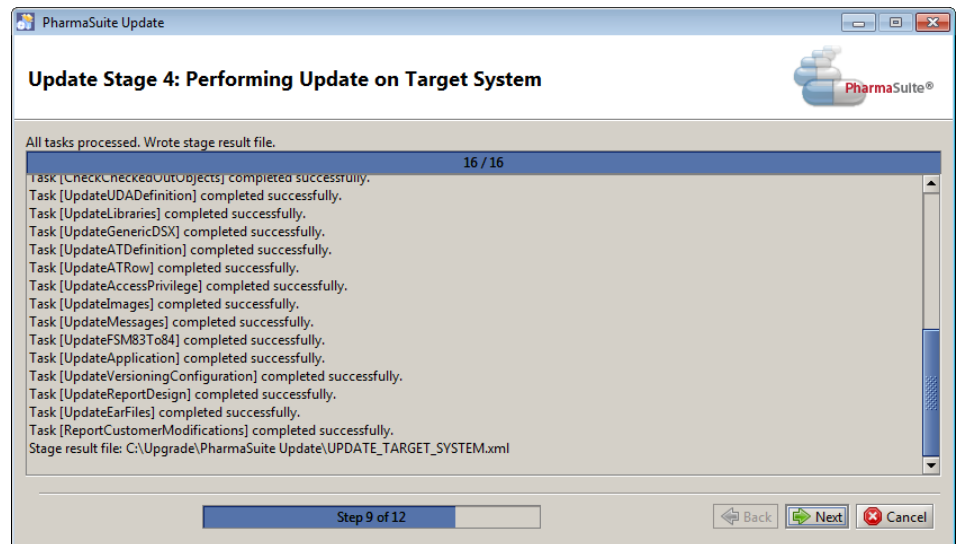 PharmaSuite Update
Update Stage 4: Performing Update on Target System
PharmaSuite®
All tasks processed. Wrote stage result file.
16 / 16
Task [CheckCheckedOutObjects] completed successfully.
Task [UpdateUDADefinition] completed successfully.
Task [UpdateLibraries] completed successfully.
Task [UpdateGenericDSX] completed successfully.
Task [UpdateATDefinition] completed successfully.
Task [UpdateATRow] completed successfully.
Task [UpdateAccessPrivilege] completed successfully.
Task [UpdateImages] completed successfully.
Task [UpdateMessages] completed successfully.
Task [UpdateFSM83To84] completed successfully.
Task [UpdateApplication] completed successfully.
Task [UpdateVersioningConfiguration] completed successfully.
Task [UpdateReportDesign] completed successfully.
Task [UpdateEarFiles] completed successfully.
Task [ReportCustomerModifications] completed successfully.
Stage result file: C:\Upgrade\PharmaSuite Update\UPDATE_TARGET_SYSTEM.xml
Step 9 of 12
Back
Next
Cancel